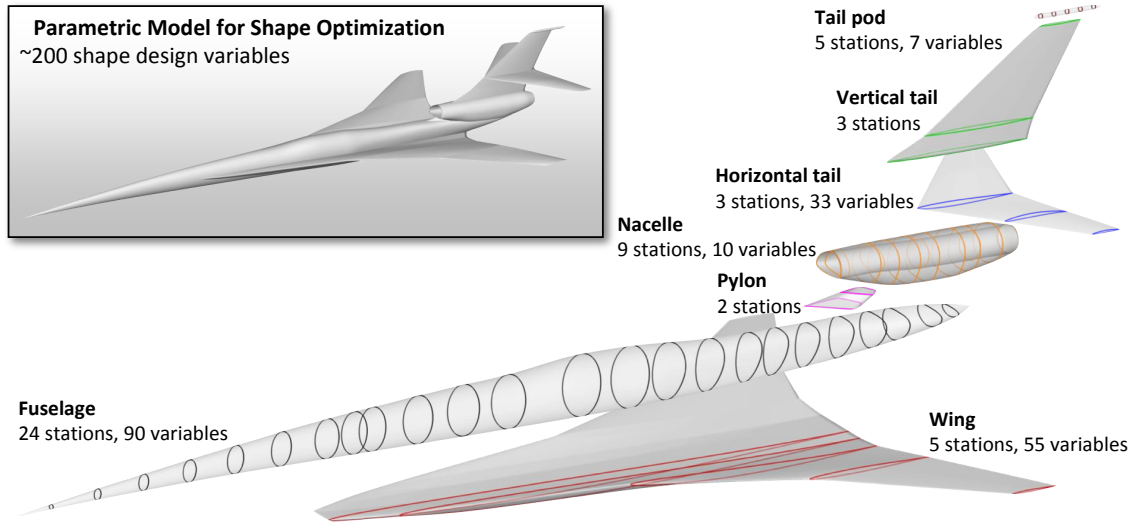 Parametric Model for Shape Optimization
~200 shape design variables
Tail pod
5 stations, 7 variables
Vertical tail
3 stations
Horizontal tail
3 stations, 33 variables
Nacelle
9 stations, 10 variables
Pylon
2 stations
Fuselage
24 stations, 90 variables
Wing
5 stations, 55 variables